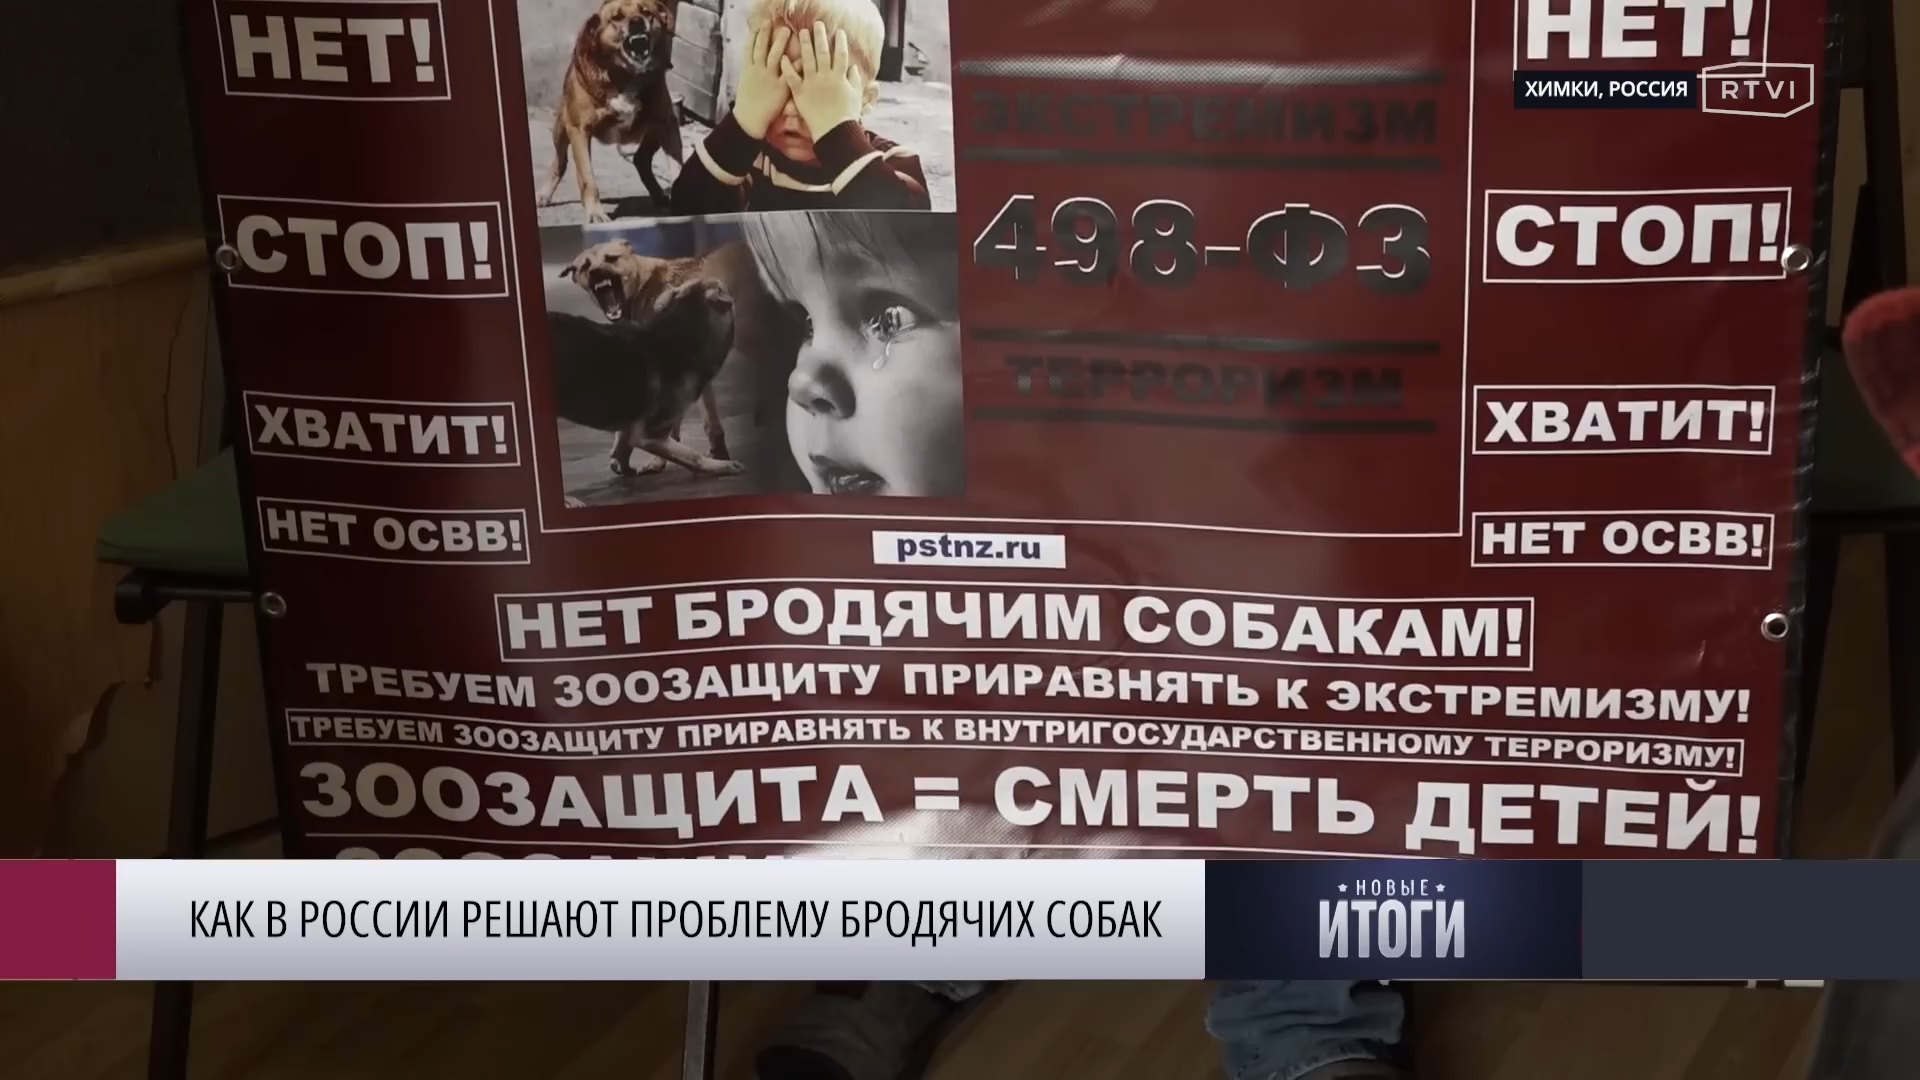 НЕТ!
НЕТ!
ХИМКИ, РОССИЯ
RTVI
ЭКСТРЕМИЗМ
СТОП!
498-ФЗ
СТОП!
ТЕРРОРИЗМ
ХВАТИТ!
ХВАТИТ!
НЕТ ОСВВ!
pstnz.ru
НЕТ ОСВВ!
НЕТ БРОДЯЧИМ СОБАКАМ!
ТРЕБУЕМ ЗООЗАЩИТУ ПРИРАВНЯТЬ К ЭКСТРЕМИЗМУ!
ТРЕБУЕМ ЗООЗАЩИТУ ПРИРАВНЯТЬ К ВНУТРИГОСУДАРСТВЕННОМУ ТЕРРОРИЗМУ!
ЗООЗАЩИТА = СМЕРТЬ ДЕТЕЙ!
КАК В РОССИИ РЕШАЮТ ПРОБЛЕМУ БРОДЯЧИХ СОБАК
НОВЫЕ
ИТОГИ